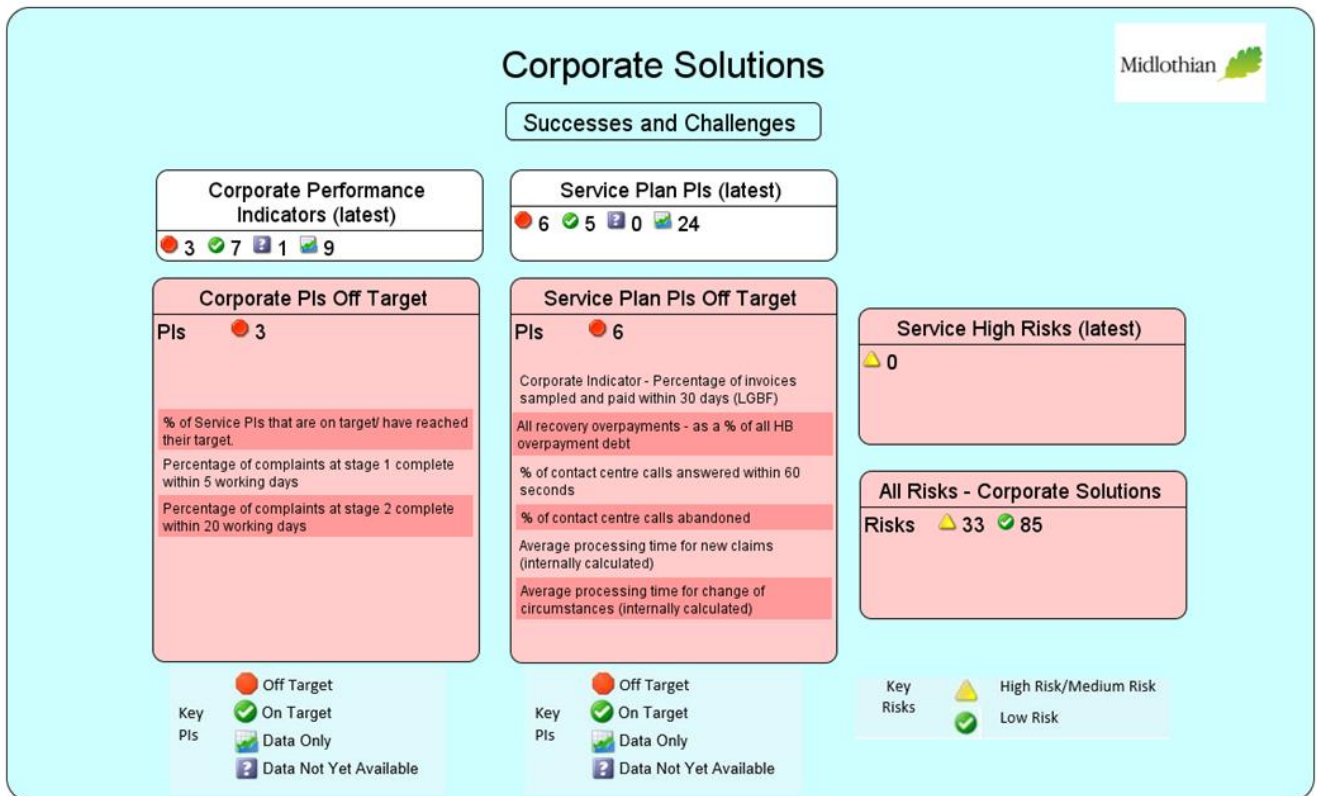 Corporate Solutions
Midlothian
Successes and Challenges
Corporate Performance
Indicators (latest)
3 7 ? 1 9
Service Plan PIs (latest)
6 5 ? 0 24
Corporate PIs Off Target
PIs 3
% of Service PIs that are on target/ have reached
their target.
Percentage of complaints at stage 1 complete
within 5 working days
Percentage of complaints at stage 2 complete
within 20 working days
Service Plan PIs Off Target
PIs 6
Corporate Indicator - Percentage of invoices
sampled and paid within 30 days (LGBF)
All recovery overpayments - as a % of all HB
overpayment debt
% of contact centre calls answered within 60
seconds
% of contact centre calls abandoned
Average processing time for new claims
(internally calculated)
Average processing time for change of
circumstances (internally calculated)
Service High Risks (latest)
0
All Risks - Corporate Solutions
Risks 33 85
Key
PIs
Off Target
On Target
Data Only
? Data Not Yet Available
Key
PIs
Off Target
On Target
Data Only
? Data Not Yet Available
Key
Risks
High Risk/Medium Risk
Low Risk